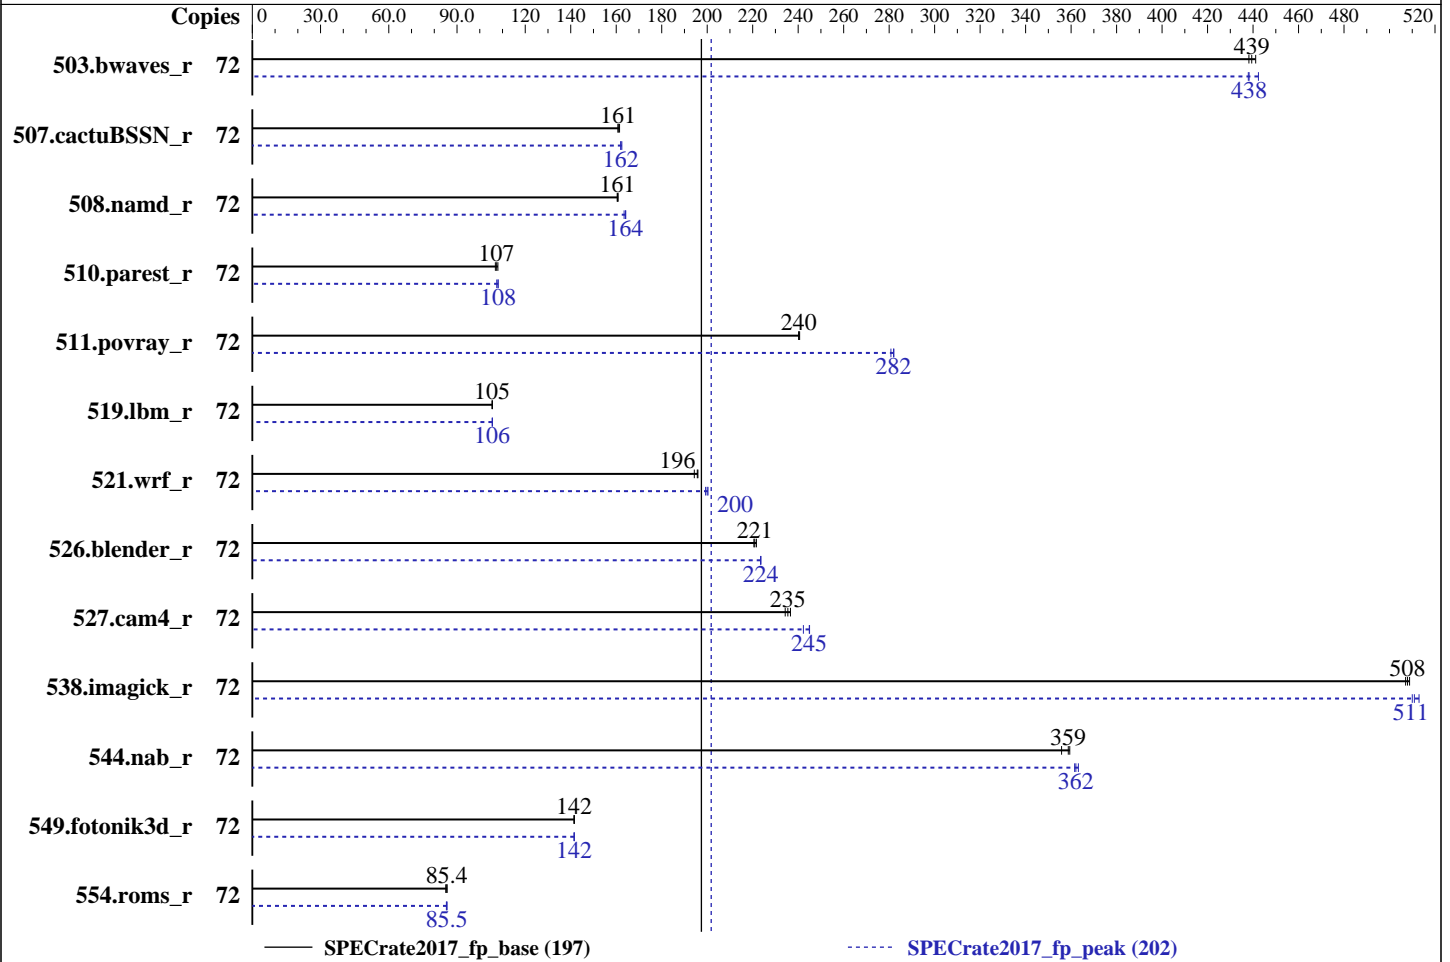 Copies 0 30.0 60.0 90.0 120 140 160 180 200 220 240 260 280 300 320 340 360 380 400 420 440 460 480 520
503.bwaves_r 72 439
438
507.cactuBSSN_r 72 161
162
508.namd_r 72 161
164
510.parest_r 72 107
108
511.povray_r 72 240
282
519.lbm_r 72 105
106
521.wrf_r 72 196
200
526.blender_r 72 221
224
527.cam4_r 72 235
245
538.imagick_r 72 508
511
544.nab_r 72 359
362
549.fotonik3d_r 72 142
142
554.roms_r 72 85.4
85.5
SPECrate2017_fp_base (197) SPECrate2017_fp_peak (202)